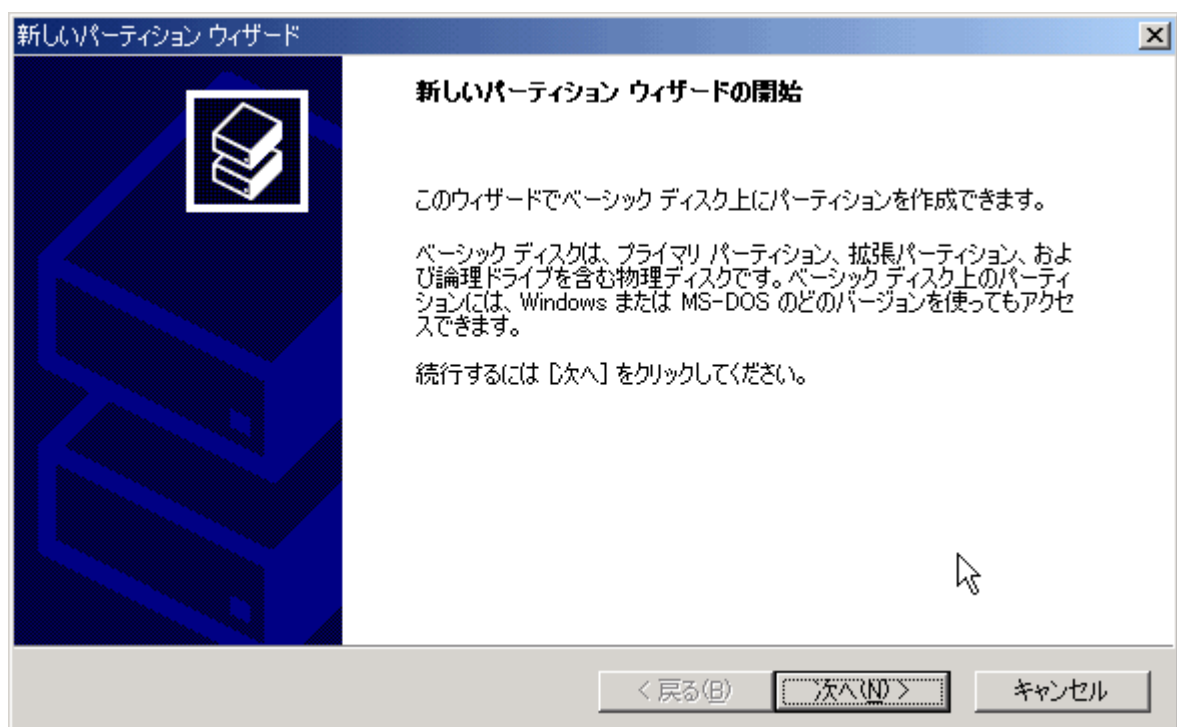 新しいパーティション ウィザード
新しいパーティション ウィザードの開始
このウィザードでベーシック ディスク上にパーティションを作成できます。
ベーシック ディスクは、プライマリ パーティション、拡張パーティション、およ
び論理ドライブを含む物理ディスクです。ベーシック ディスク上のパーティ
ションには、Windows または MS-DOS のどのバージョンを使ってもアクセ
スできます。
続行するには [次へ] をクリックしてください。
< 戻る(B)
次へ(N) >
キャンセル